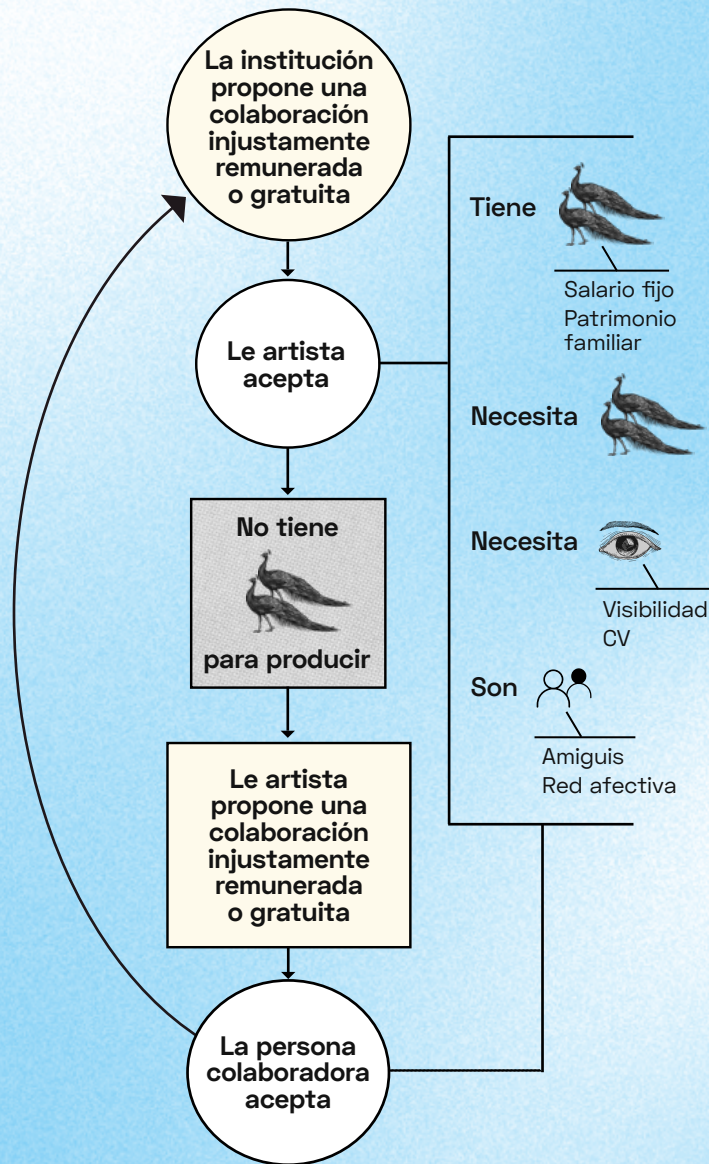 La institución
propone una
colaboración
injustamente
remunerada
o gratuita
Le artista
acepta
No tiene
para producir
Le artista
propone una
colaboración
injustamente
remunerada
o gratuita
La persona
colaboradora
acepta
Tiene
Salario fijo
Patrimonio
familiar
Necesita
Necesita
Visibilidad
CV
Son
Amiguis
Red afectiva